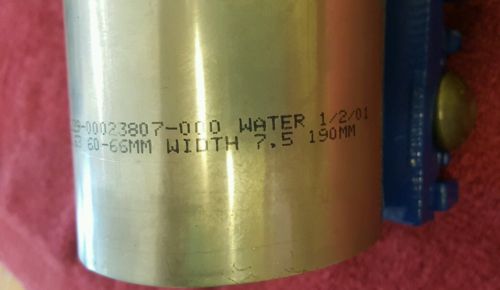 -00023807-000 WATER 1/2/01
60-66MM WIDTH 7.5 190MM